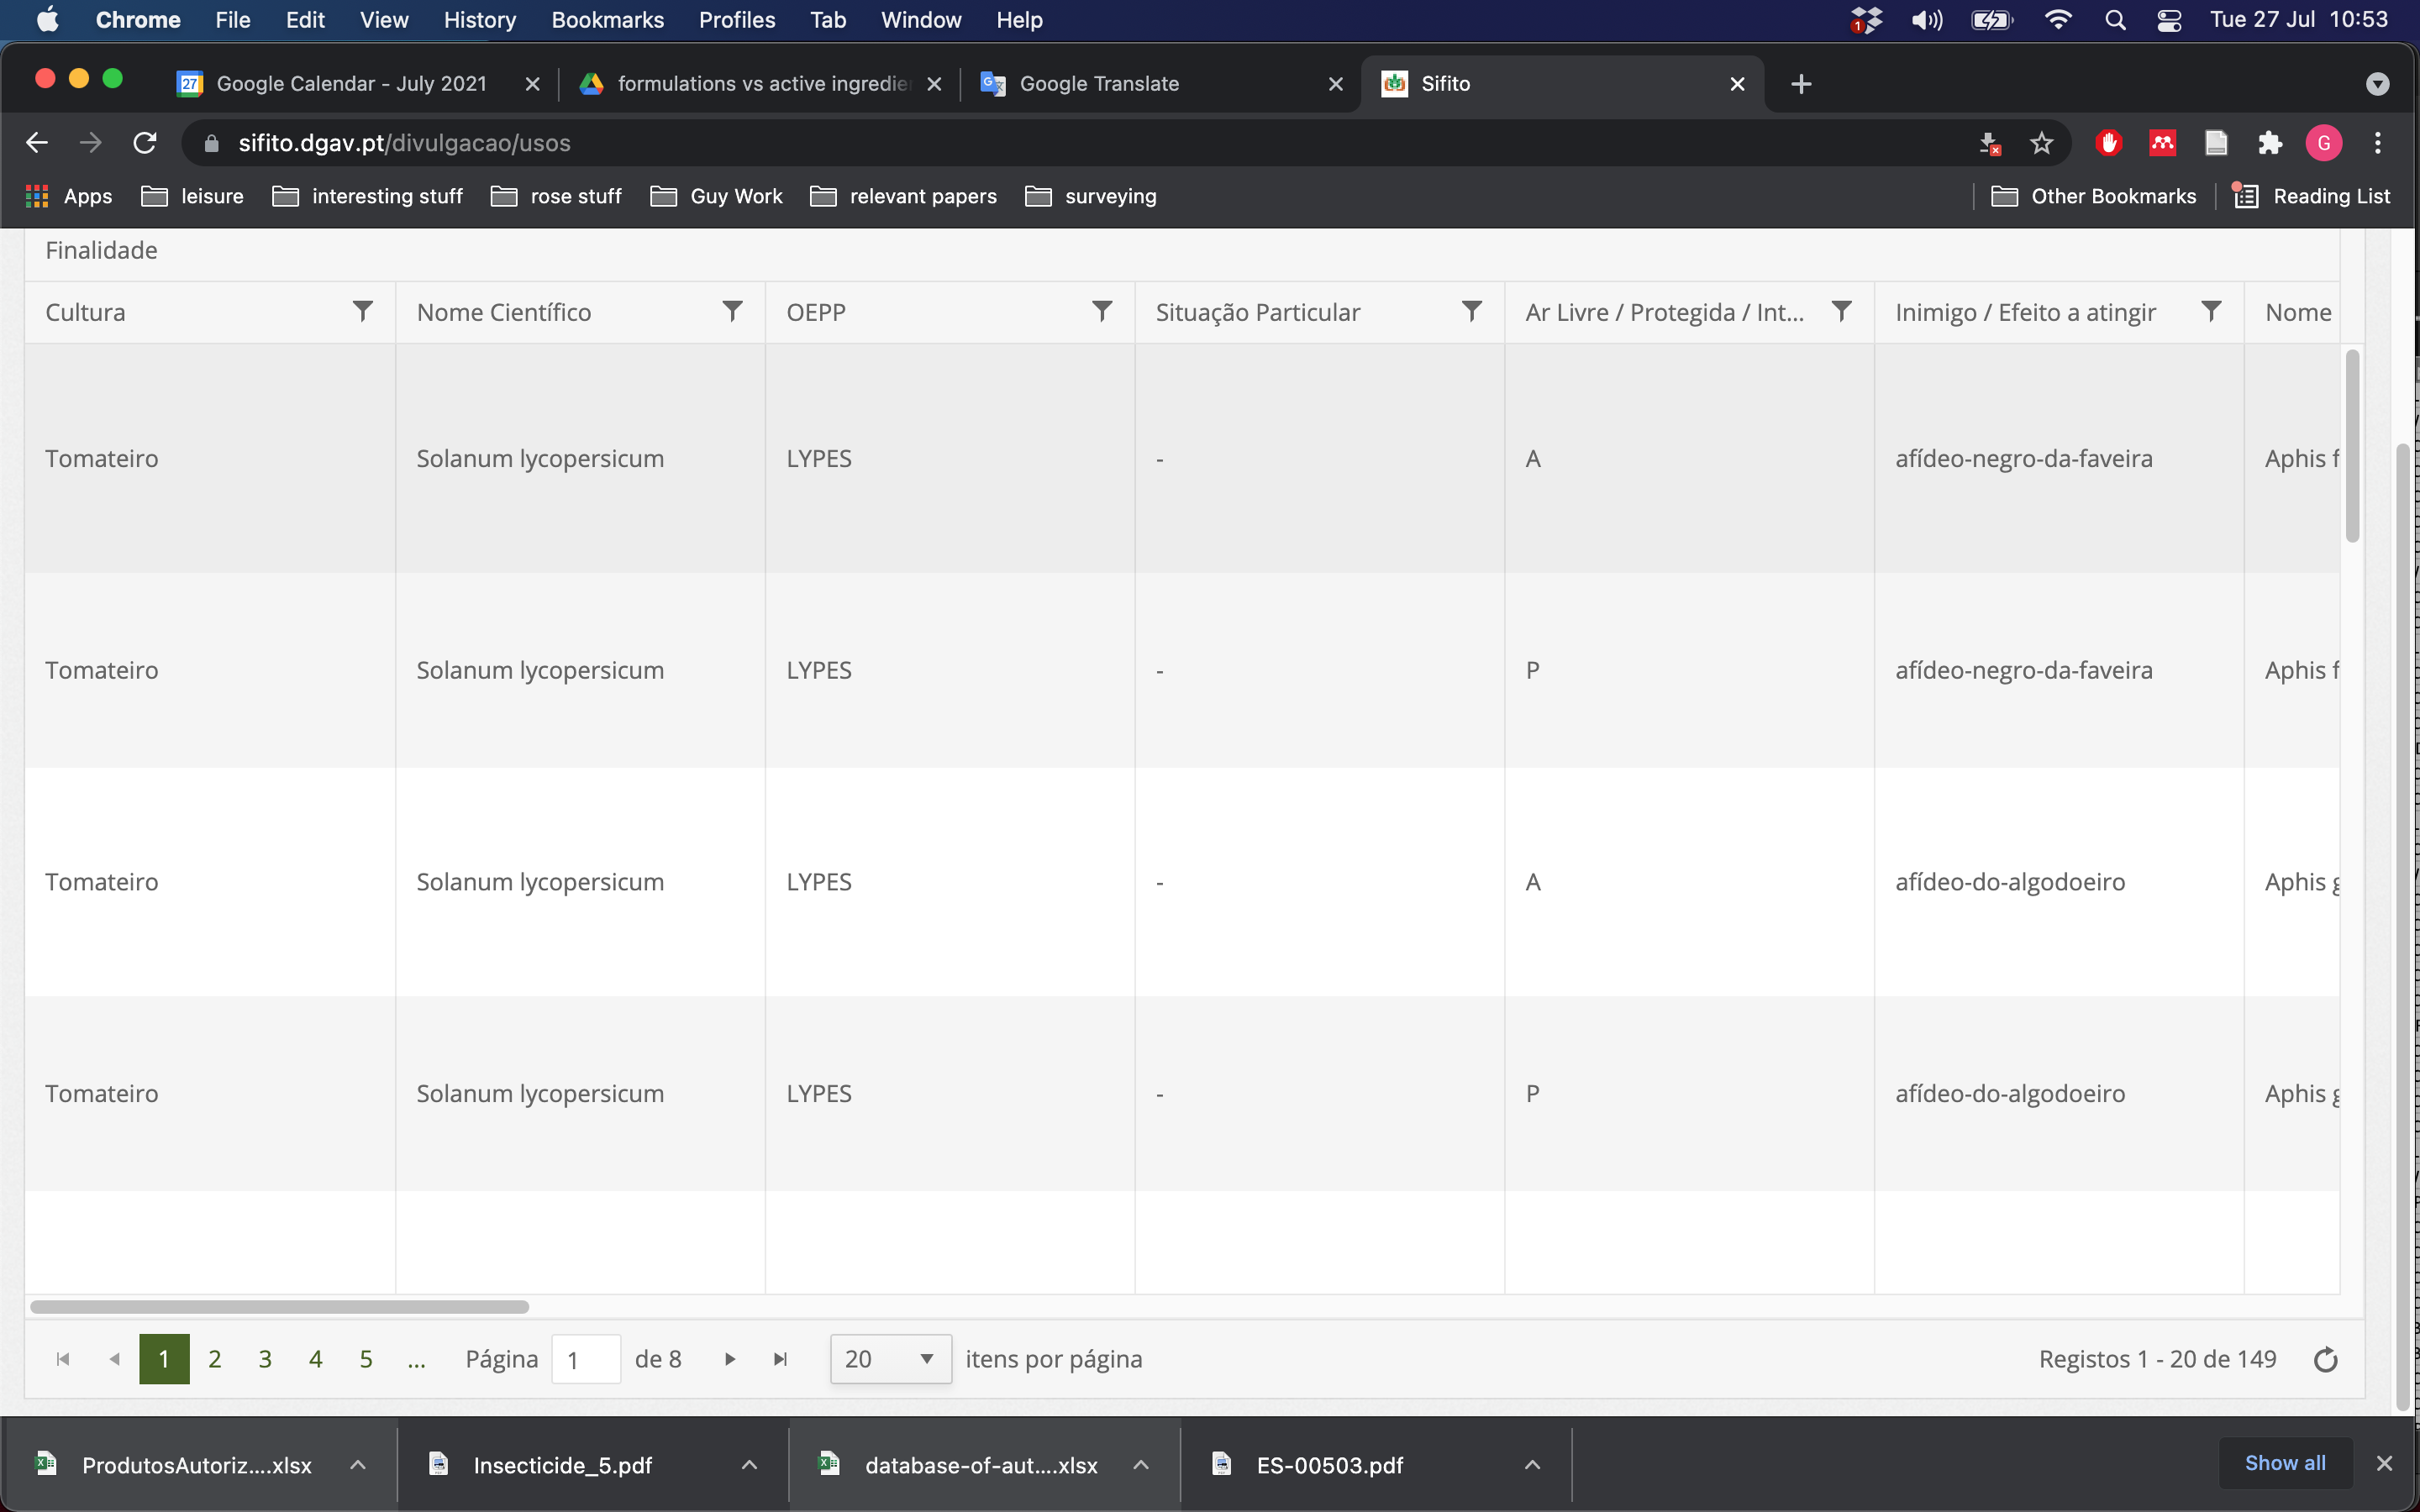 Chrome File Edit View History Bookmarks Profiles Tab Window Help 1 Tue 27 Jul 10:53
27 Google Calendar - July 2021 formulations vs active ingredie Google Translate Sifito
sifito.dgav.pt/divulgacao/usos G
Apps leisure interesting stuff rose stuff Guy Work relevant papers surveying Other Bookmarks Reading List
Finalidade
Cultura Nome Científico OEPP Situação Particular Ar Livre / Protegida / Int... Inimigo / Efeito a atingir Nome
Tomateiro Solanum lycopersicum LYPES - A afídeo-negro-da-faveira Aphis f
Tomateiro Solanum lycopersicum LYPES - P afídeo-negro-da-faveira Aphis f
Tomateiro Solanum lycopersicum LYPES - A afídeo-do-algodoeiro Aphis g
Tomateiro Solanum lycopersicum LYPES - P afídeo-do-algodoeiro Aphis g
1 2 3 4 5 ... Página 1 de 8 20 itens por página Registos 1 - 20 de 149
ProdutosAutoriz....xlsx Insecticide_5.pdf database-of-aut....xlsx ES-00503.pdf Show all